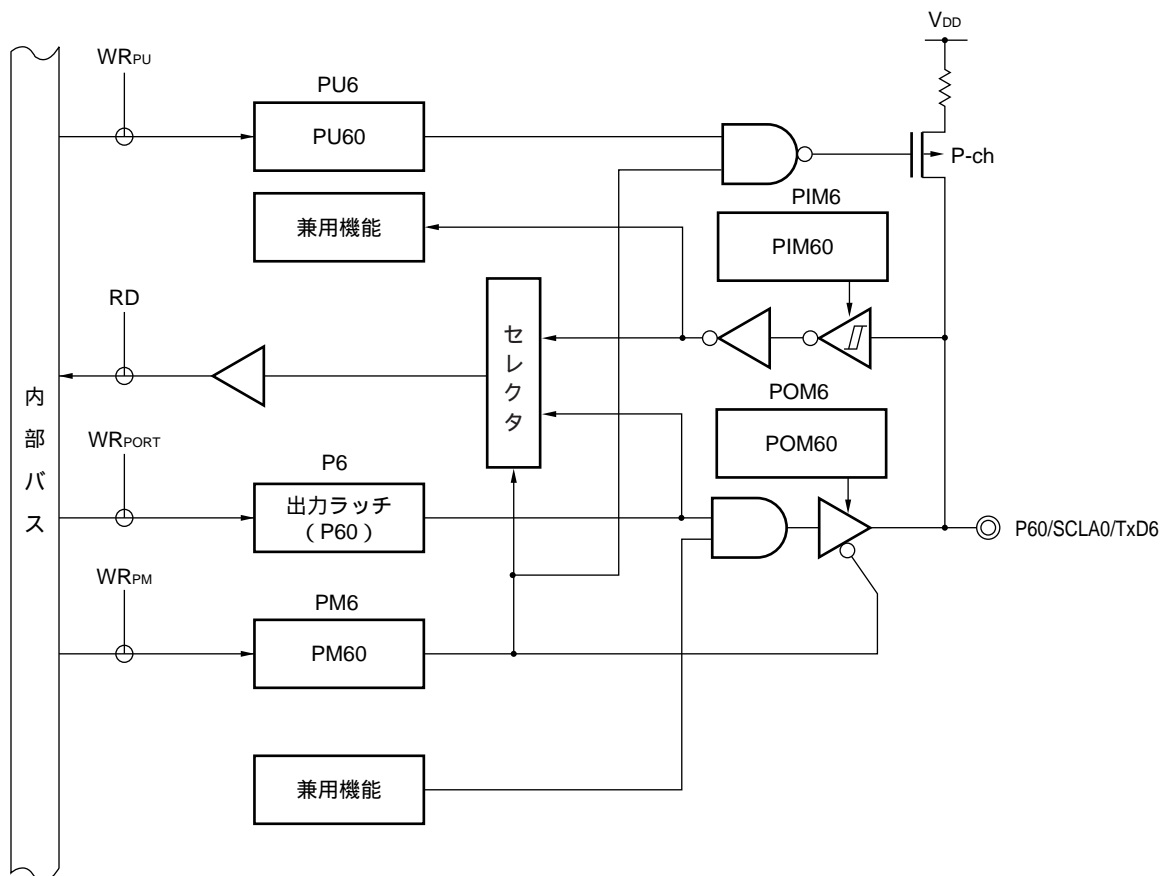 VDD
WRPU
PU6
PU60
P-ch
兼用機能
PIM6
PIM60
RD
セレクタ
内部バス
POM6
POM60
WRPORT
P6
出力ラッチ
（P60）
P60/SCLA0/TxD6
WRPM
PM6
PM60
兼用機能